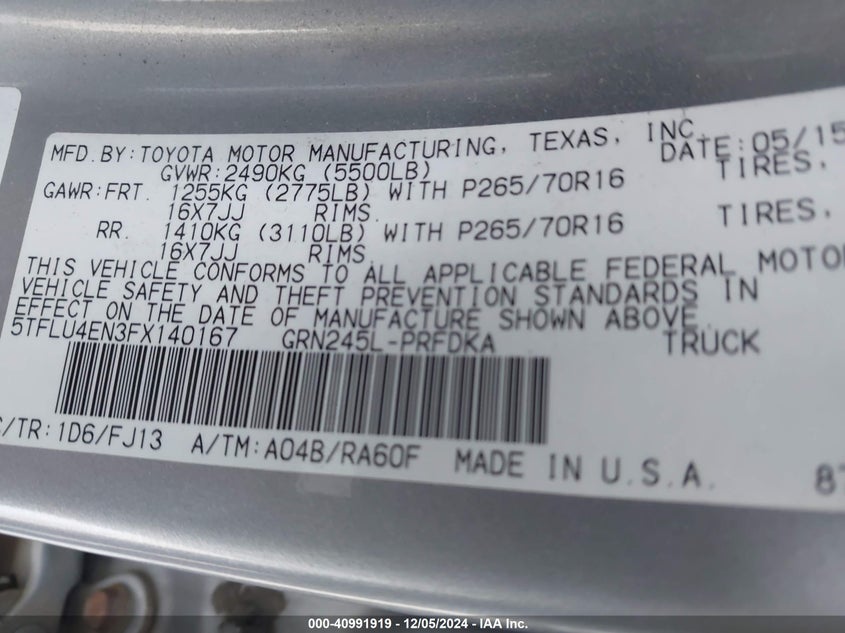 MFD. BY: TOYOTA MOTOR MANUFACTURING, TEXAS, INC. DATE: 05/15
GVWR: 2490KG (5500LB)
GAWR: FRT. 1255KG (2775LB) WITH P265/70R16 TIRES,
16X7JJ RIMS.
RR. 1410KG (3110LB) WITH P265/70R16 TIRES,
16X7JJ RIMS.
THIS VEHICLE CONFORMS TO ALL APPLICABLE FEDERAL MOTO
VEHICLE SAFETY AND THEFT PREVENTION STANDARDS IN
EFFECT ON THE DATE OF MANUFACTURE SHOWN ABOVE.
5TFLU4EN3FX140167 GRN245L-PRFDKA TRUCK
/TR: 1D6/FJ13 A/TM: A04B/RA60F MADE IN U.S.A.
000-40991919 - 12/05/2024 - IAA Inc.